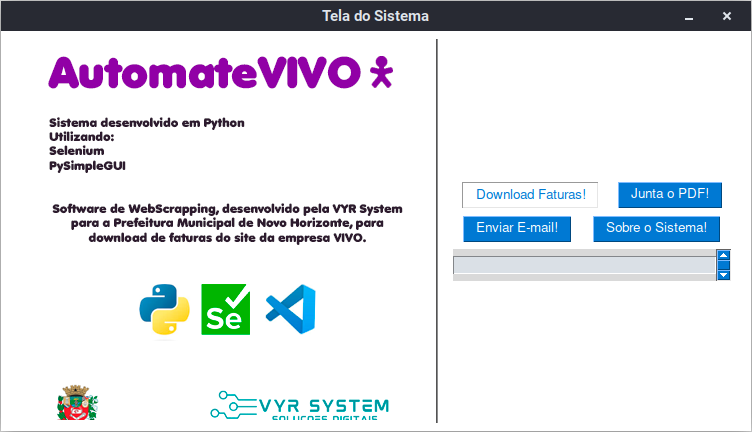 Tela do Sistema
AutomateVIVO
Sistema desenvolvido em Python
Utilizando:
Selenium
PySimpleGUI
Software de WebScrapping, desenvolvido pela VYR System
para a Prefeitura Municipal de Novo Horizonte, para
download de faturas do site da empresa VIVO.
Se
VYR SYSTEM
SOLUÇÕES DIGITAIS
Download Faturas!
Junta o PDF!
Enviar E-mail!
Sobre o Sistema!